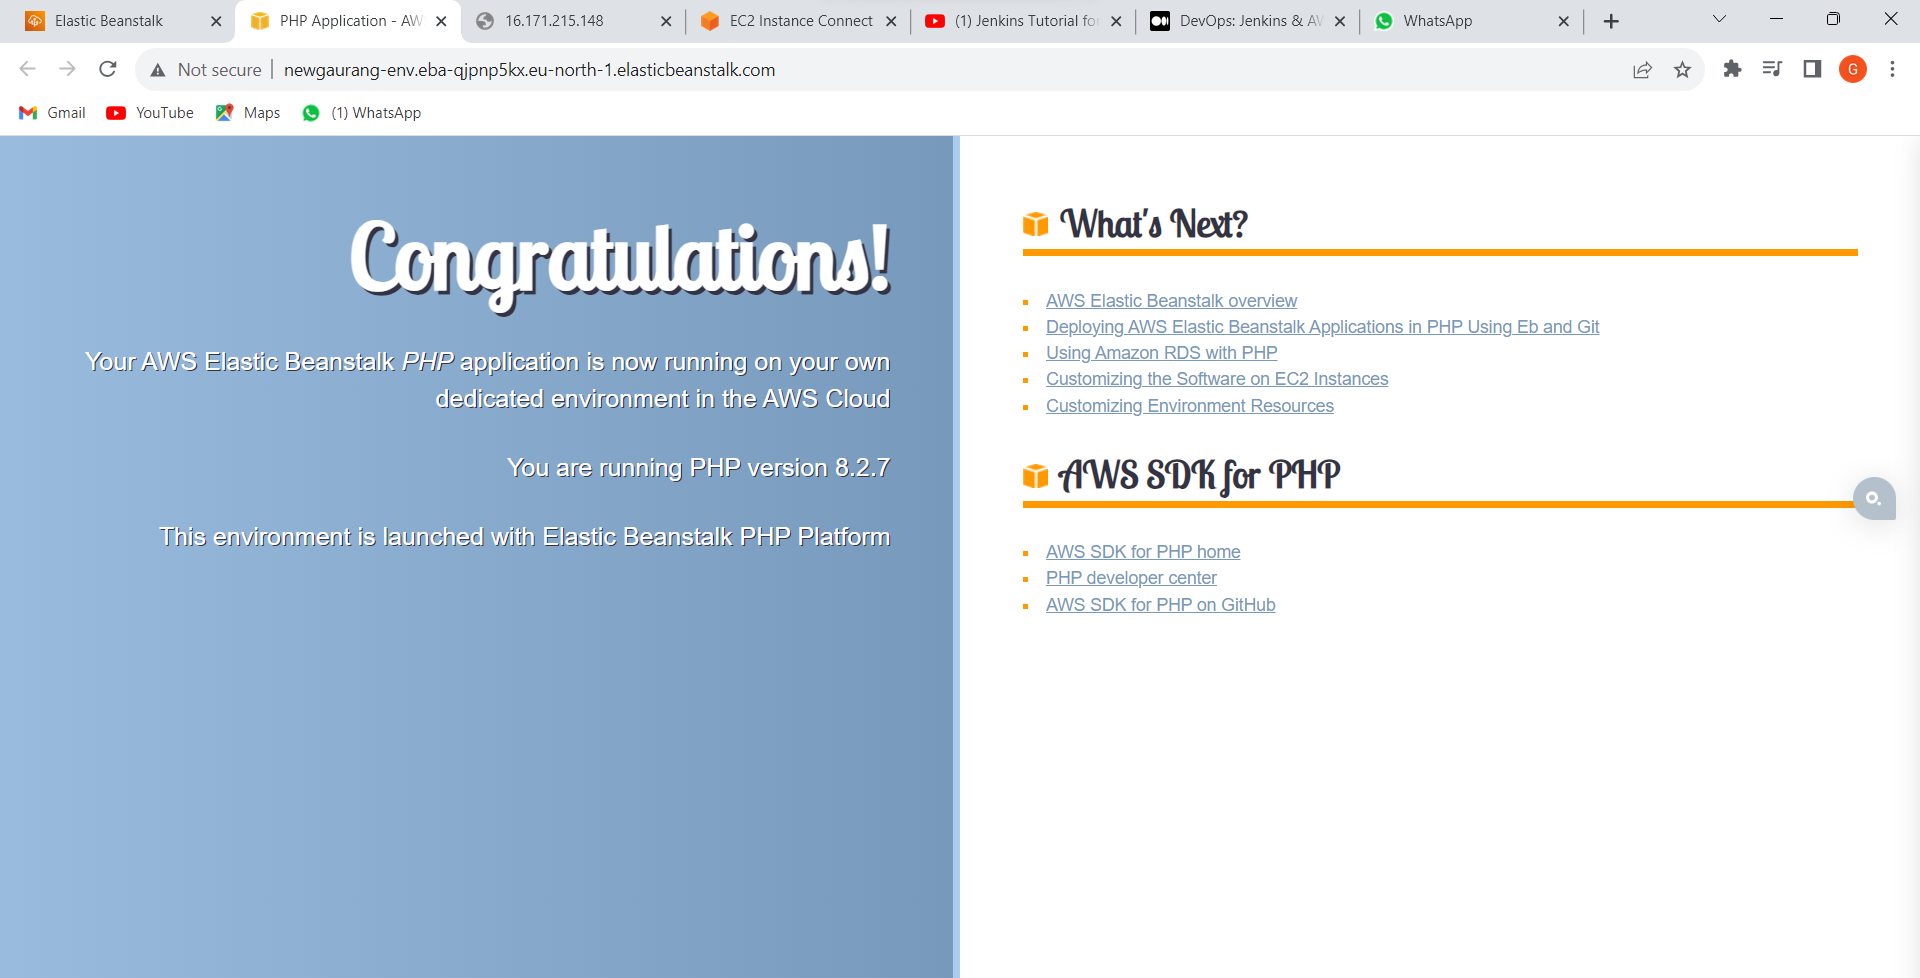 Elastic Beanstalk
PHP Application - AW
16.171.215.148
EC2 Instance Connect
(1) Jenkins Tutorial fo
DevOps: Jenkins & AW
WhatsApp
Not secure
newgaurang-env.eba-qjpnp5kx.eu-north-1.elasticbeanstalk.com
G
Gmail
YouTube
Maps
(1) WhatsApp
Congratulations!
Your AWS Elastic Beanstalk PHP application is now running on your own
dedicated environment in the AWS Cloud
You are running PHP version 8.2.7
This environment is launched with Elastic Beanstalk PHP Platform
What's Next?
AWS Elastic Beanstalk overview
Deploying AWS Elastic Beanstalk Applications in PHP Using Eb and Git
Using Amazon RDS with PHP
Customizing the Software on EC2 Instances
Customizing Environment Resources
AWS SDK for PHP
AWS SDK for PHP home
PHP developer center
AWS SDK for PHP on GitHub